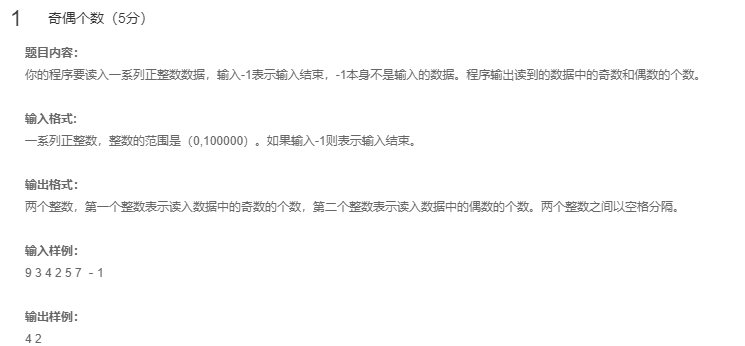 1 奇偶个数（5分）
题目内容：
你的程序要读入一系列正整数数据，输入-1表示输入结束，-1本身不是输入的数据。程序输出读到的数据中的奇数和偶数的个数。
输入格式:
一系列正整数，整数的范围是（0,100000）。如果输入-1则表示输入结束。
输出格式：
两个整数，第一个整数表示读入数据中的奇数的个数，第二个整数表示读入数据中的偶数的个数。两个整数之间以空格分隔。
输入样例：
9 3 4 2 5 7 -1
输出样例：
4 2